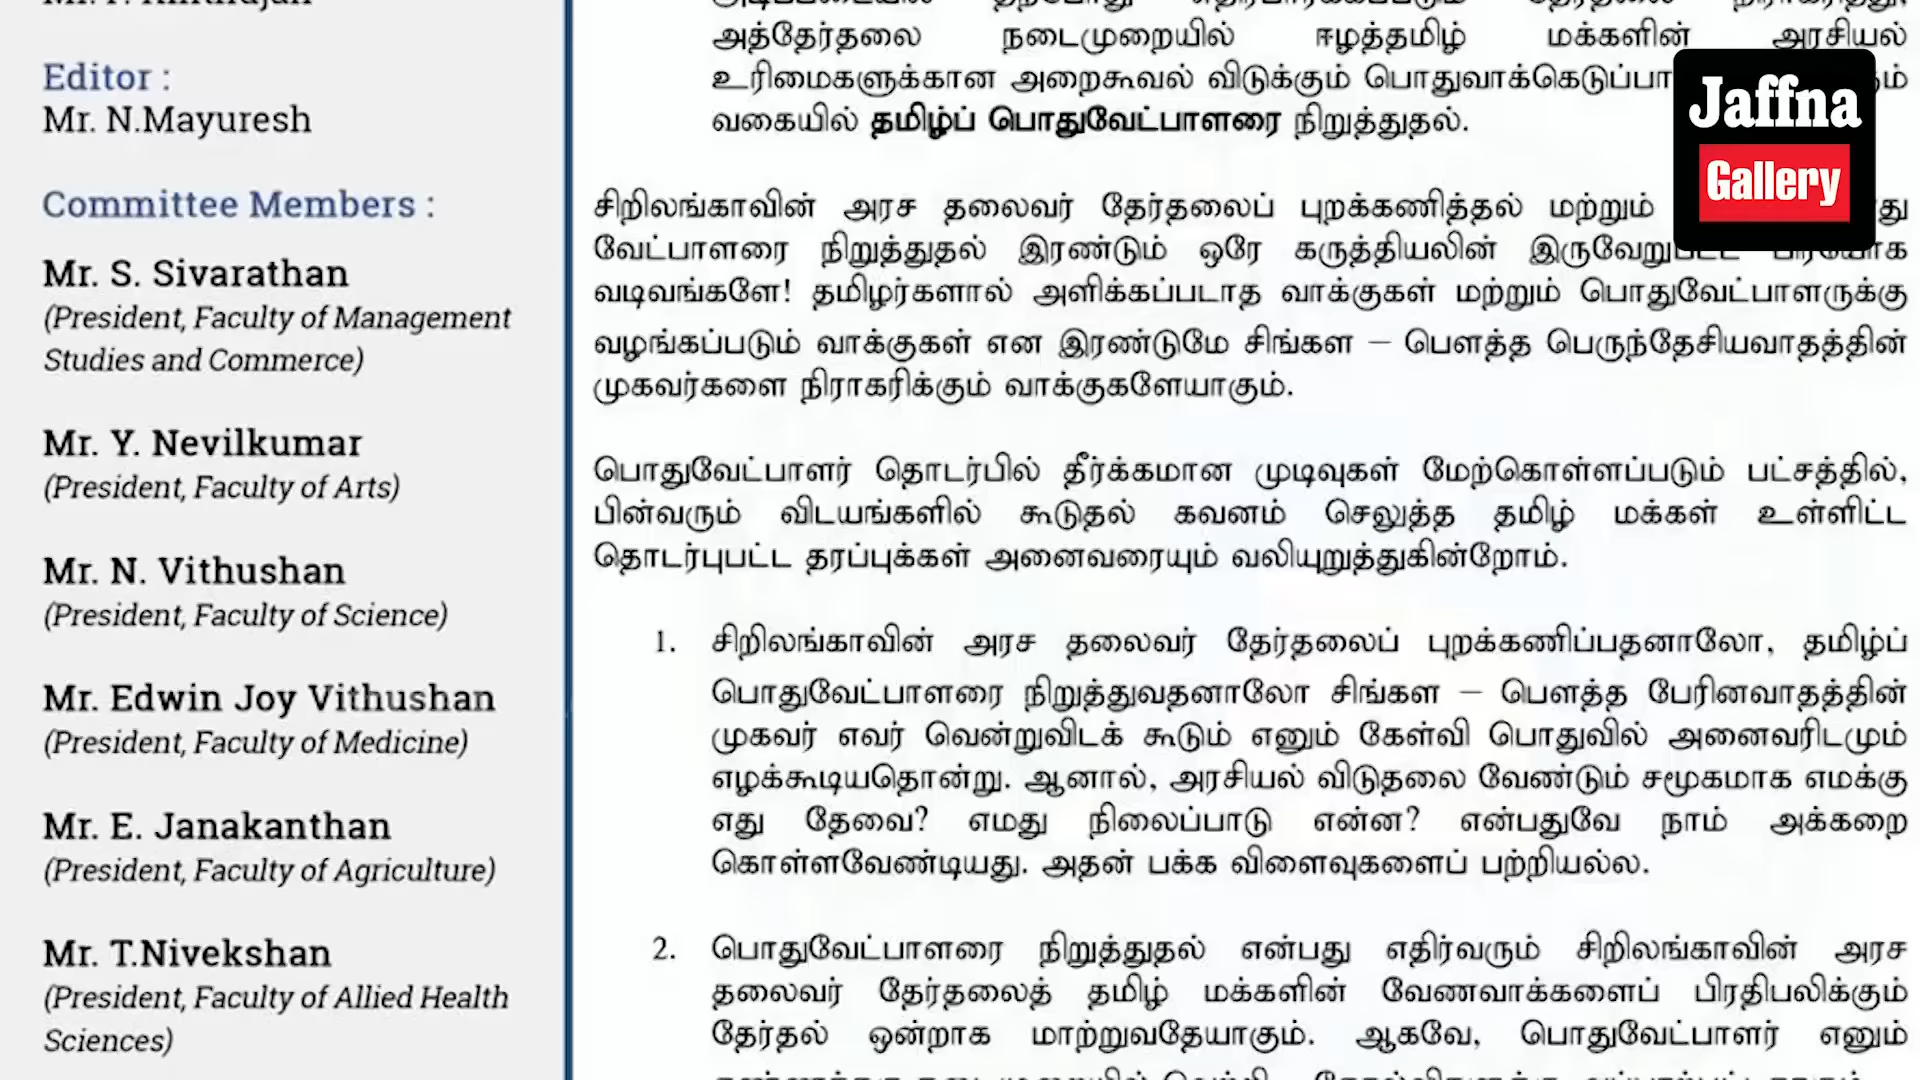 Editor :
Mr. N.Mayuresh
Committee Members :
Mr. S. Sivarathan
(President, Faculty of Management
Studies and Commerce)
Mr. Y. Nevilkumar
(President, Faculty of Arts)
Mr. N. Vithushan
(President, Faculty of Science)
Mr. Edwin Joy Vithushan
(President, Faculty of Medicine)
Mr. E. Janakanthan
(President, Faculty of Agriculture)
Mr. T.Nivekshan
(President, Faculty of Allied Health
Sciences)
அத்தேர்தலை நடைமுறையில் ஈழத்தமிழ் மக்களின் அரசியல்
உரிமைகளுக்கான அறைகூவல் விடுக்கும்
வகையில் தமிழ்ப் பொதுவேட்பாளரை நிறுத்துதல்.
சிறிலங்காவின் அரச தலைவர் தேர்தலைப் புறக்கணித்தல் மற்றும்
வேட்பாளரை நிறுத்துதல் இரண்டும் ஒரே கருத்தியலின்
வடிவங்களே! தமிழர்களால் அளிக்கப்படாத வாக்குகள் மற்றும் பொதுவேட்பாளருக்கு
வழங்கப்படும் வாக்குகள் என இரண்டுமே சிங்கள – பௌத்த பெருந்தேசியவாதத்தின்
முகவர்களை நிராகரிக்கும் வாக்குகளேயாகும்.
பொதுவேட்பாளர் தொடர்பில் தீர்க்கமான முடிவுகள் மேற்கொள்ளப்படும் பட்சத்தில்,
பின்வரும் விடயங்களில் கூடுதல் கவனம் செலுத்த தமிழ் மக்கள் உள்ளிட்ட
தொடர்புபட்ட தரப்புக்கள் அனைவரையும் வலியுறுத்துகின்றோம்.
1. சிறிலங்காவின் அரச தலைவர் தேர்தலைப் புறக்கணிப்பதனாலோ, தமிழ்ப்
பொதுவேட்பாளரை நிறுத்துவதனாலோ சிங்கள – பௌத்த பேரினவாதத்தின்
முகவர் எவர் வென்றுவிடக் கூடும் எனும் கேள்வி பொதுவில் அனைவரிடமும்
எழக்கூடியதொன்று. ஆனால், அரசியல் விடுதலை வேண்டும் சமூகமாக எமக்கு
எது தேவை? எமது நிலைப்பாடு என்ன? என்பதுவே நாம் அக்கறை
கொள்ளவேண்டியது. அதன் பக்க விளைவுகளைப் பற்றியல்ல.
2. பொதுவேட்பாளரை நிறுத்துதல் என்பது எதிர்வரும் சிறிலங்காவின் அரச
தலைவர் தேர்தலைத் தமிழ் மக்களின் வேணவாக்களைப் பிரதிபலிக்கும்
தேர்தல் ஒன்றாக மாற்றுவதேயாகும். ஆகவே, பொதுவேட்பாளர் எனும்
Jaffna
Gallery